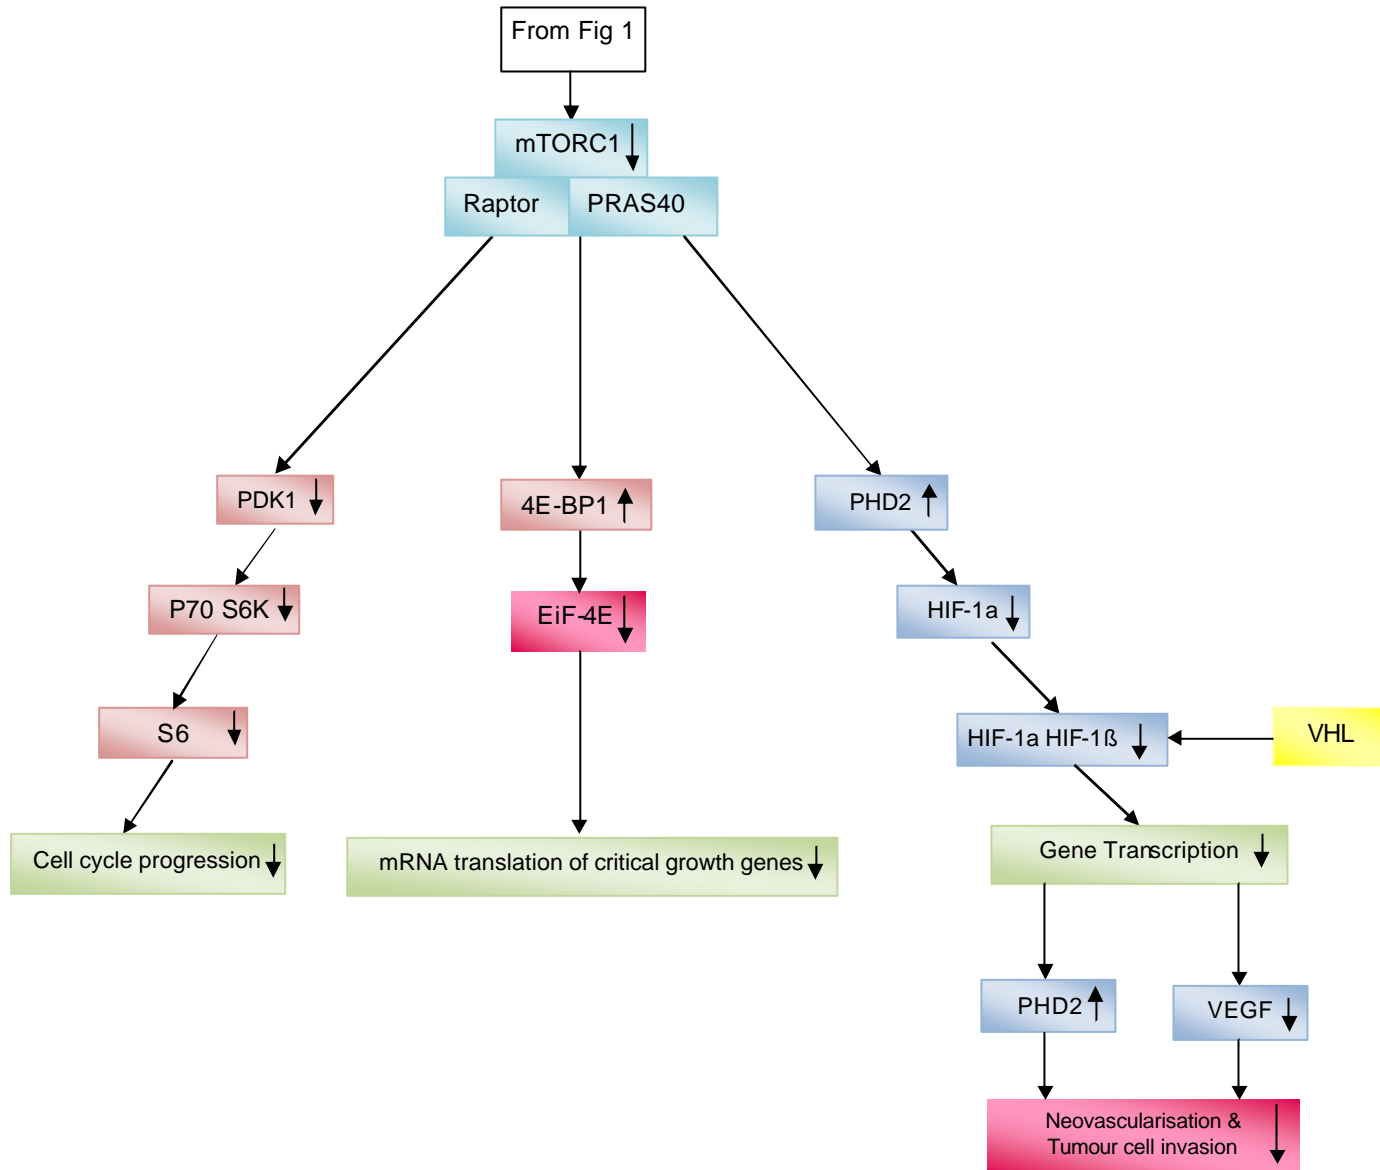 From Fig 1
mTORC1
Raptor
PRAS40
PDK1
4E-BP1
PHD2
P70 S6K
EiF-4E
HIF-1a
S6
HIF-1a HIF-1ß
VHL
Cell cycle progression
mRNA translation of critical growth genes
Gene Transcription
PHD2
VEGF
Neovascularisation &
Tumour cell invasion